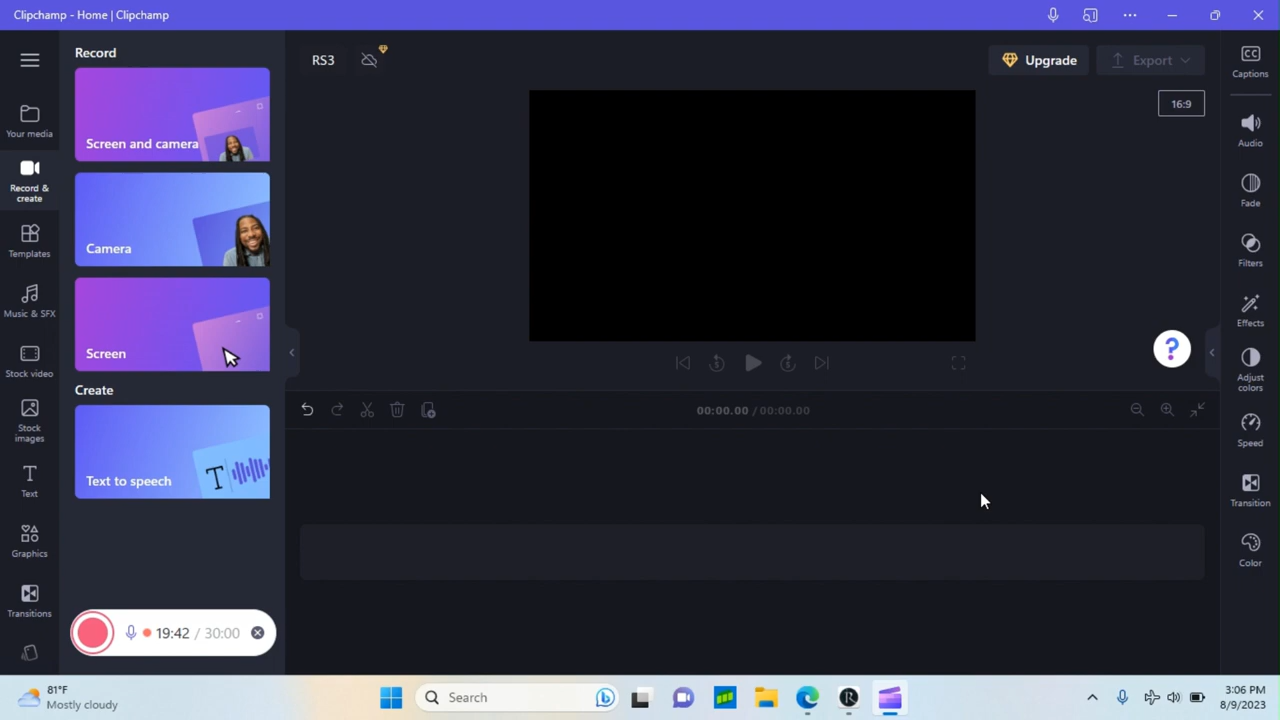 Clipchamp - Home | Clipchamp
Record
Screen and camera
Camera
Screen
Create
Text to speech
Your media
Record &
create
Templates
Music & SFX
Stock video
Stock
images
Text
Graphics
Transitions
19:42 / 30:00
RS3
Upgrade
Export
16:9
5
5
?
00:00.00 / 00:00.00
CC
Captions
Audio
Fade
Filters
Effects
Adjust
colors
Speed
Transition
Color
T
T
81°F
Mostly cloudy
Search
b
R
3:06 PM
8/9/2023